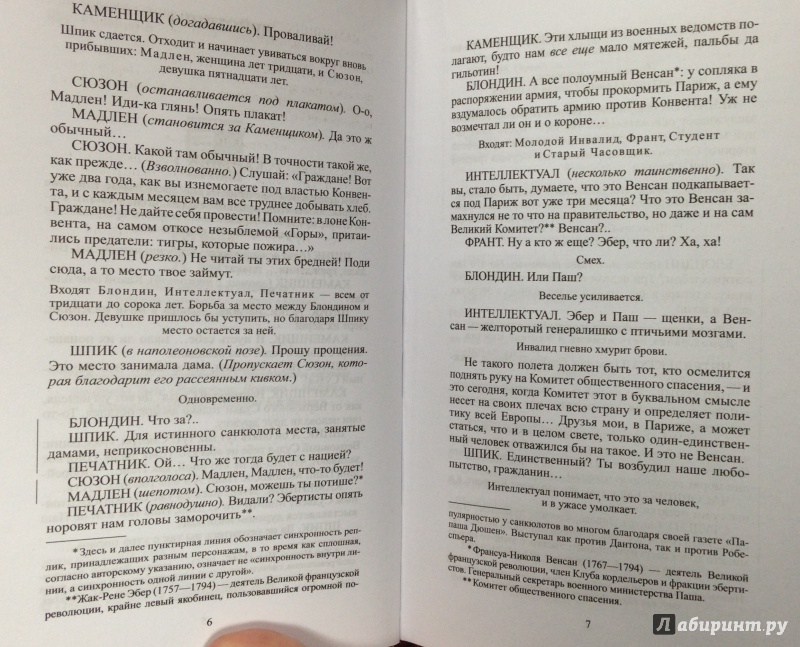 КАМЕНЩИК (догадавшись). Проваливай!
Шпик сдается. Отходит и начинает увиваться вокруг вновь
прибывших: Мадлен, женщина лет тридцати, и Сюзон,
девушка пятнадцати лет.
СЮЗОН (останавливается под плакатом). О-о,
Мадлен! Иди-ка глянь! Опять плакат!
МАДЛЕН (становится за Каменщиком). Да это ж
обычный…
СЮЗОН. Какой там обычный! В точности такой же,
как прежде… (Взволнованно.) Слушай: «Граждане! Вот
уже два года, как вы изнемогаете под властью Конвен-
та, и с каждым месяцем вам все труднее добывать хлеб.
Граждане! Не дайте себя провести! Помните: в лоне Кон-
вента, на самом откосе незыблемой «Горы», притаи-
лись предатели: тигры, которые пожира…»
МАДЛЕН (резко.) Не читай ты этих бредней! Поди
сюда, а то место твое займут.
Входят Блондин, Интеллектуал, Печатник — всем от
тридцати до сорока лет. Борьба за место между Блондином и
Сюзон. Девушке пришлось бы уступить, но благодаря Шпику
место остается за ней.
ШПИК (в наполеоновской позе). Прошу прощения.
Это место занимала дама. (Пропускает Сюзон, кото-
рая благодарит его рассеянным кивком.)
Одновременно.
БЛОНДИН. Что за?..
ШПИК. Для истинного санкюлота места, занятые
дамами, неприкосновенны.
ПЕЧАТНИК. Ой… Что же тогда будет с нацией?
СЮЗОН (вполголоса). Мадлен, Мадлен, что-то будет!
МАДЛЕН (шепотом). Сюзон, можешь ты потише?*
ПЕЧАТНИК (равнодушно). Видали? Эбертисты опять
норовят нам головы заморочить**.
* Здесь и далее пунктирная линия обозначает синхронность реп-
лик, принадлежащих разным персонажам, в то время как сплошная,
согласно авторскому указанию, означает не «синхронность внутри ли-
нии, а синхронность одной линии с другой».
**Жак-Рене Эбер (1757—1794) — деятель Великой французской
революции, крайне левый якобинец, пользовавшийся огромной по-
6
КАМЕНЩИК. Эти хлыщи из военных ведомств по-
лагают, будто нам все еще мало мятежей, пальбы да
гильотин!
БЛОНДИН. А все полоумный Венсан*: у сопляка в
распоряжении армия, чтобы прокормить Париж, а ему
вздумалось обратить армию против Конвента! Уж не
возмечтал ли он и о короне…
Входят: Молодой Инвалид, Франт, Студент
и Старый Часовщик.
ИНТЕЛЛЕКТУАЛ (несколько таинственно). Так
вы, стало быть, думаете, что это Венсан подкапывает-
ся под Париж вот уже три месяца? Что это Венсан за-
махнулся не то что на правительство, но даже и на сам
Великий Комитет?** Венсан?..
ФРАНТ. Ну а кто ж еще? Эбер, что ли? Ха, ха!
Смех.
БЛОНДИН. Или Паш?
Веселье усиливается.
ИНТЕЛЛЕКТУАЛ. Эбер и Паш — щенки, а Вен-
сан — желторотый генералишко с птичьими мозгами.
Инвалид гневно хмурит брови.
Не такого полета должен быть тот, кто осмелится
поднять руку на Комитет общественного спасения, — и
это сегодня, когда Комитет этот в буквальном смысле
несет на своих плечах всю страну и определяет поли-
тику всей Европы… Друзья мои, в Париже, а может
статься, что и в целом свете, только один-единствен-
ный человек отважился бы на такое. И это не Венсан.
ШПИК. Единственный? Ты возбудил наше любо-
пытство, гражданин…
Интеллектуал понимает, что это за человек,
и в ужасе умолкает.
пулярностью у санкюлотов во многом благодаря своей газете «Па-
паша Дюшен». Выступал как против Дантона, так и против Робе-
спьера.
* Франсуа-Николя Венсан (1767—1794) — деятель Великой
французской революции, член Клуба кордельеров и фракции эберти-
стов. Генеральный секретарь военного министерства Паша.
** Комитет общественного спасения.
7
Лабиринт.ру